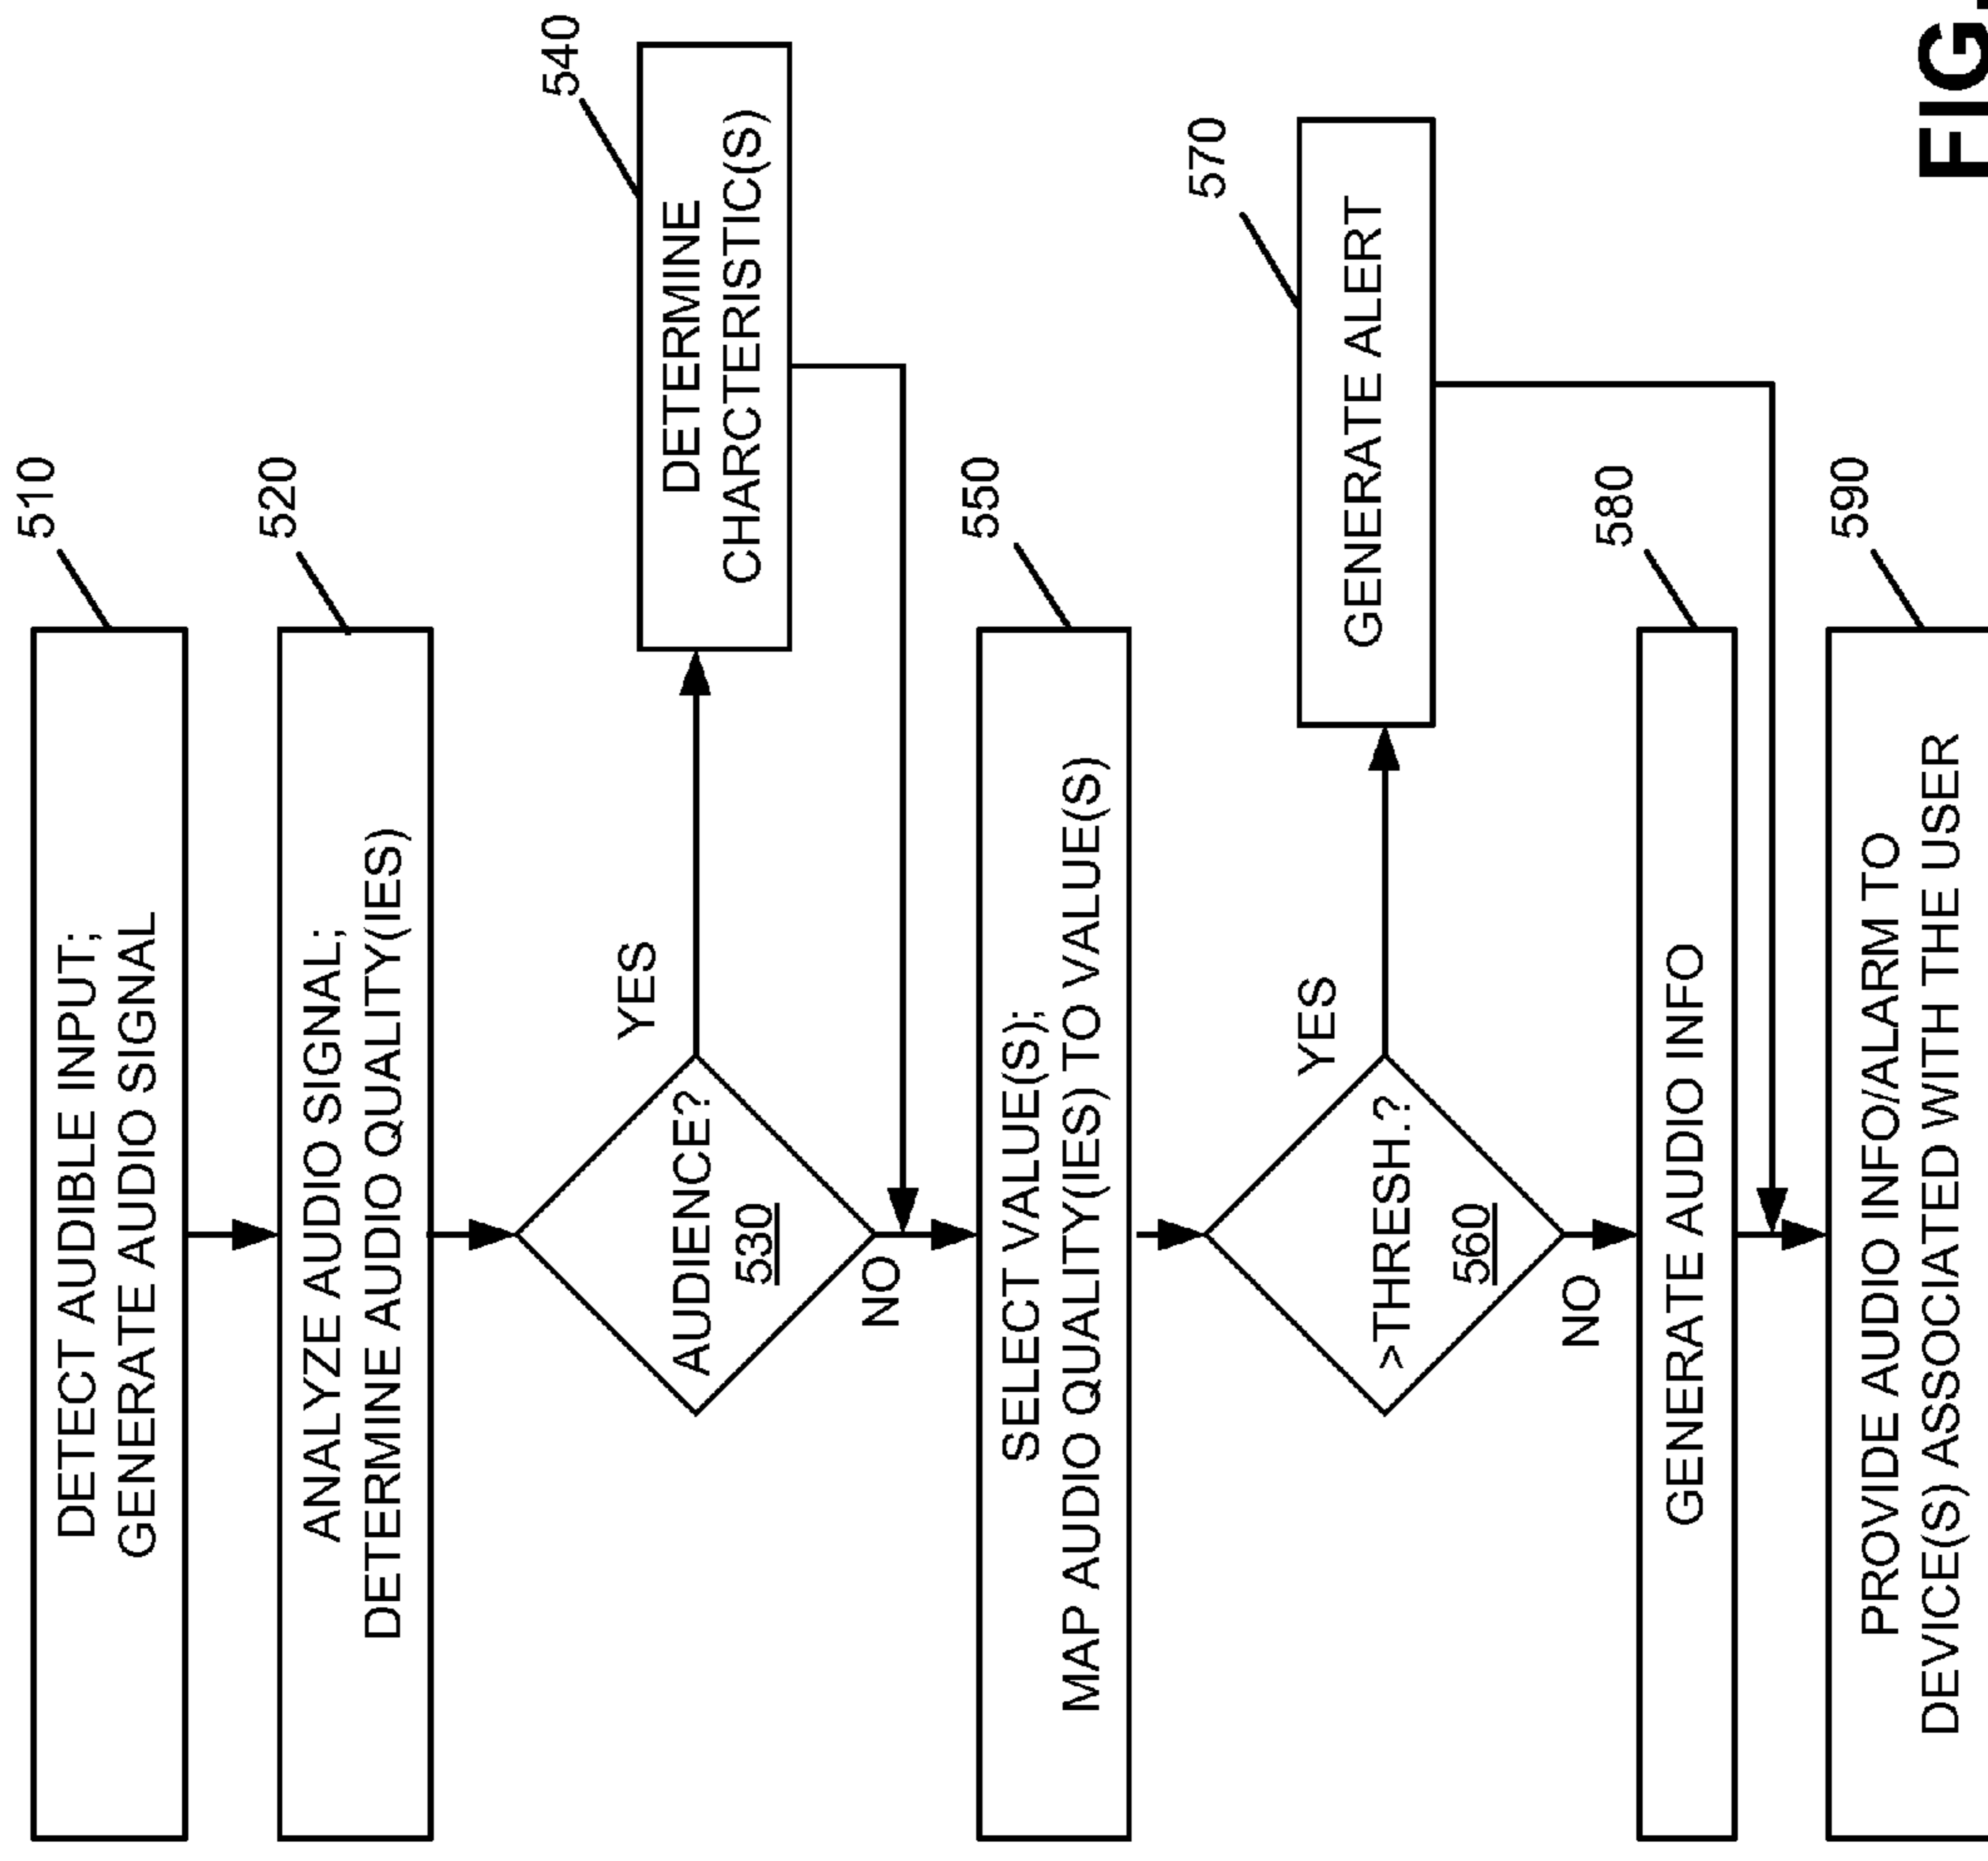 510
DETECT AUDIBLE INPUT;
GENERATE AUDIO SIGNAL
520
ANALYZE AUDIO SIGNAL;
DETERMINE AUDIO QUALITY(IES)
AUDIENCE?
530
YES
540
DETERMINE
CHARCTERISTIC(S)
NO
550
SELECT VALUE(S);
MAP AUDIO QUALITY(IES) TO VALUE(S)
>THRESH.?
560
YES
570
GENERATE ALERT
NO
580
GENERATE AUDIO INFO
590
PROVIDE AUDIO INFO/ALARM TO
DEVICE(S) ASSOCIATED WITH THE USER
FIG.